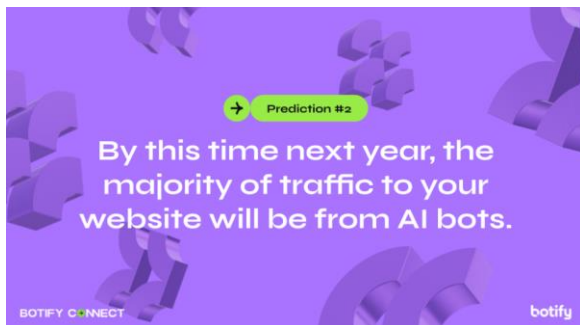 Prediction #2
By this time next year, the
majority of traffic to your
website will be from AI bots.
BOTIFY CONNECT
botify